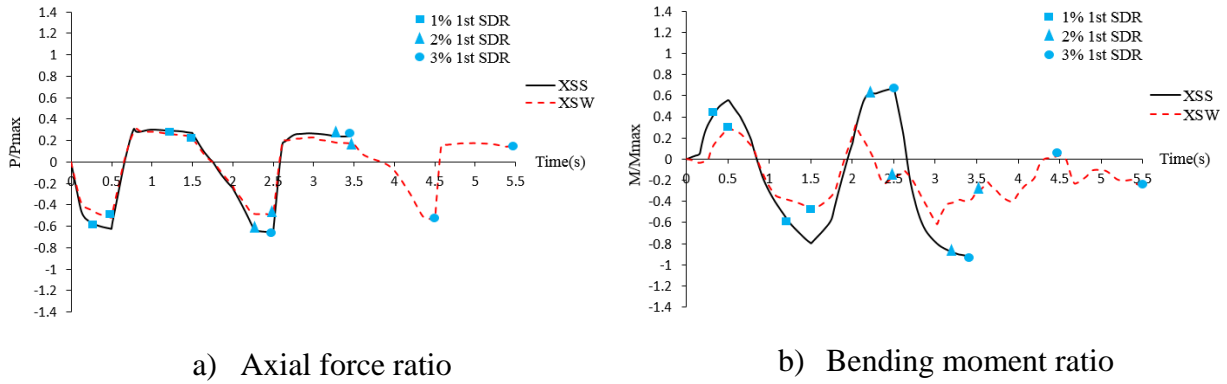 1.4
1.2
1
0.8
0.6
0.4
0.2
0
-0.2
-0.4
-0.6
-0.8
-1
-1.2
-1.4
P/Pmax
0 0.5 1 1.5 2 2.5 3 3.5 4 4.5 5 5.5
Time(s)
1% 1st SDR
2% 1st SDR
3% 1st SDR
XSS
XSW
a) Axial force ratio
1.4
1.2
1
0.8
0.6
0.4
0.2
0
-0.2
-0.4
-0.6
-0.8
-1
-1.2
-1.4
M/Mmax
0 0.5 1 1.5 2 2.5 3 3.5 4 4.5 5 5.5
Time(s)
1% 1st SDR
2% 1st SDR
3% 1st SDR
XSS
XSW
b) Bending moment ratio